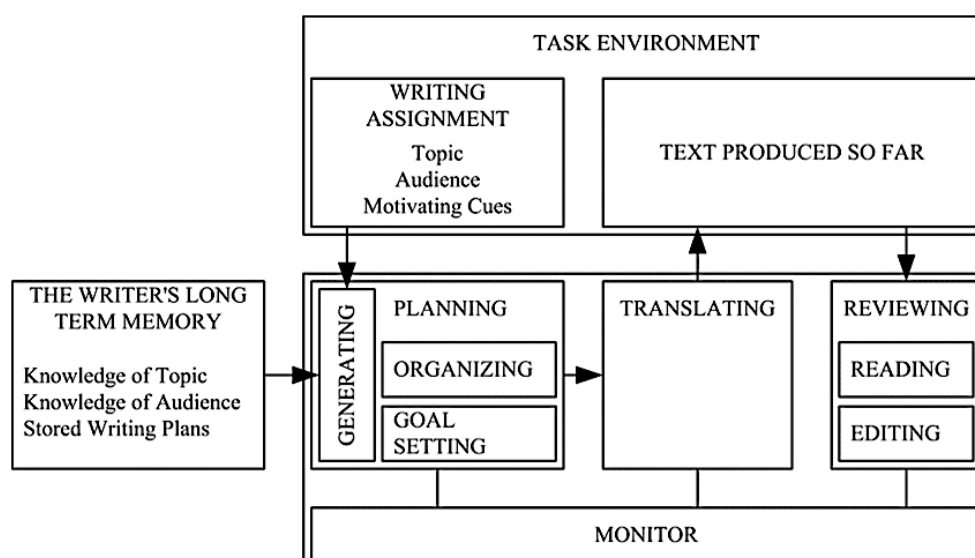 TASK ENVIRONMENT
WRITING
ASSIGNMENT
Topic
Audience
Motivating Cues
TEXT PRODUCED SO FAR
THE WRITER'S LONG
TERM MEMORY
Knowledge of Topic
Knowledge of Audience
Stored Writing Plans
GENERATING
PLANNING
ORGANIZING
GOAL
SETTING
TRANSLATING
REVIEWING
READING
EDITING
MONITOR